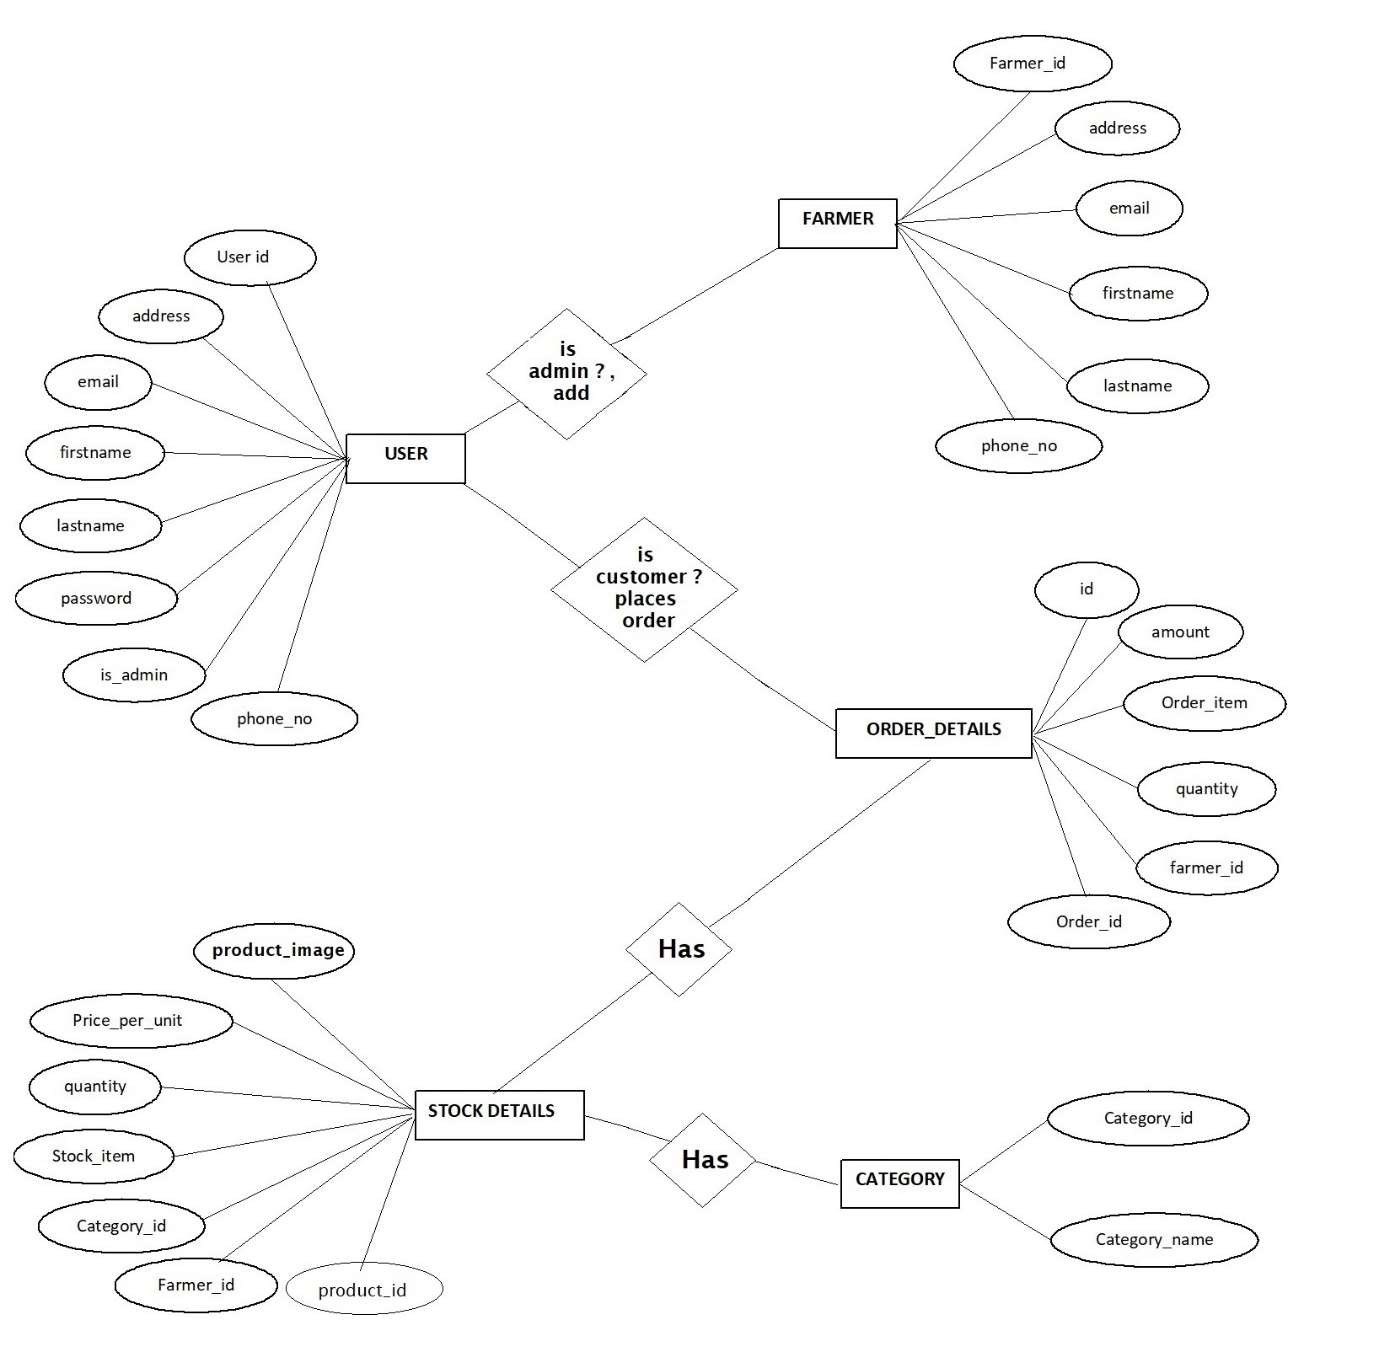 Farmer_id
address
FARMER
email
User id
firstname
address
is
admin ? ,
add
email
lastname
firstname
USER
phone_no
lastname
is
customer ?
places
order
password
id
amount
is_admin
Order_item
phone_no
ORDER_DETAILS
quantity
farmer_id
Order_id
product_image
Has
Price_per_unit
quantity
STOCK DETAILS
Category_id
Stock_item
Has
CATEGORY
Category_id
Category_name
Farmer_id
product_id